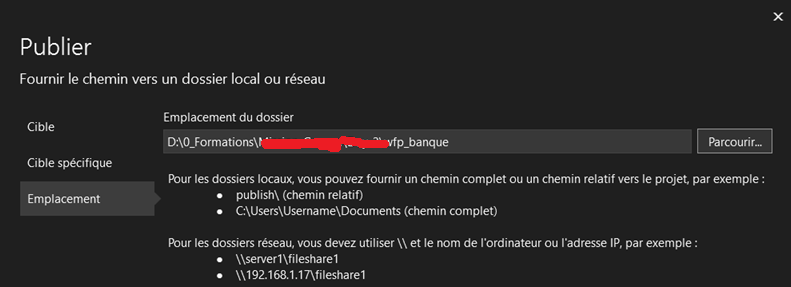 Publier
Fournir le chemin vers un dossier local ou réseau
Cible
Cible spécifique
Emplacement
Emplacement du dossier
D:\0_Formations\ wfp_banque
Parcourir...
Pour les dossiers locaux, vous pouvez fournir un chemin complet ou un chemin relatif vers le projet, par exemple :
• publish\ (chemin relatif)
• C:\Users\Username\Documents (chemin complet)
Pour les dossiers réseau, vous devez utiliser \\ et le nom de l'ordinateur ou l'adresse IP, par exemple :
• \\server1\fileshare1
• \\192.168.1.17\fileshare1